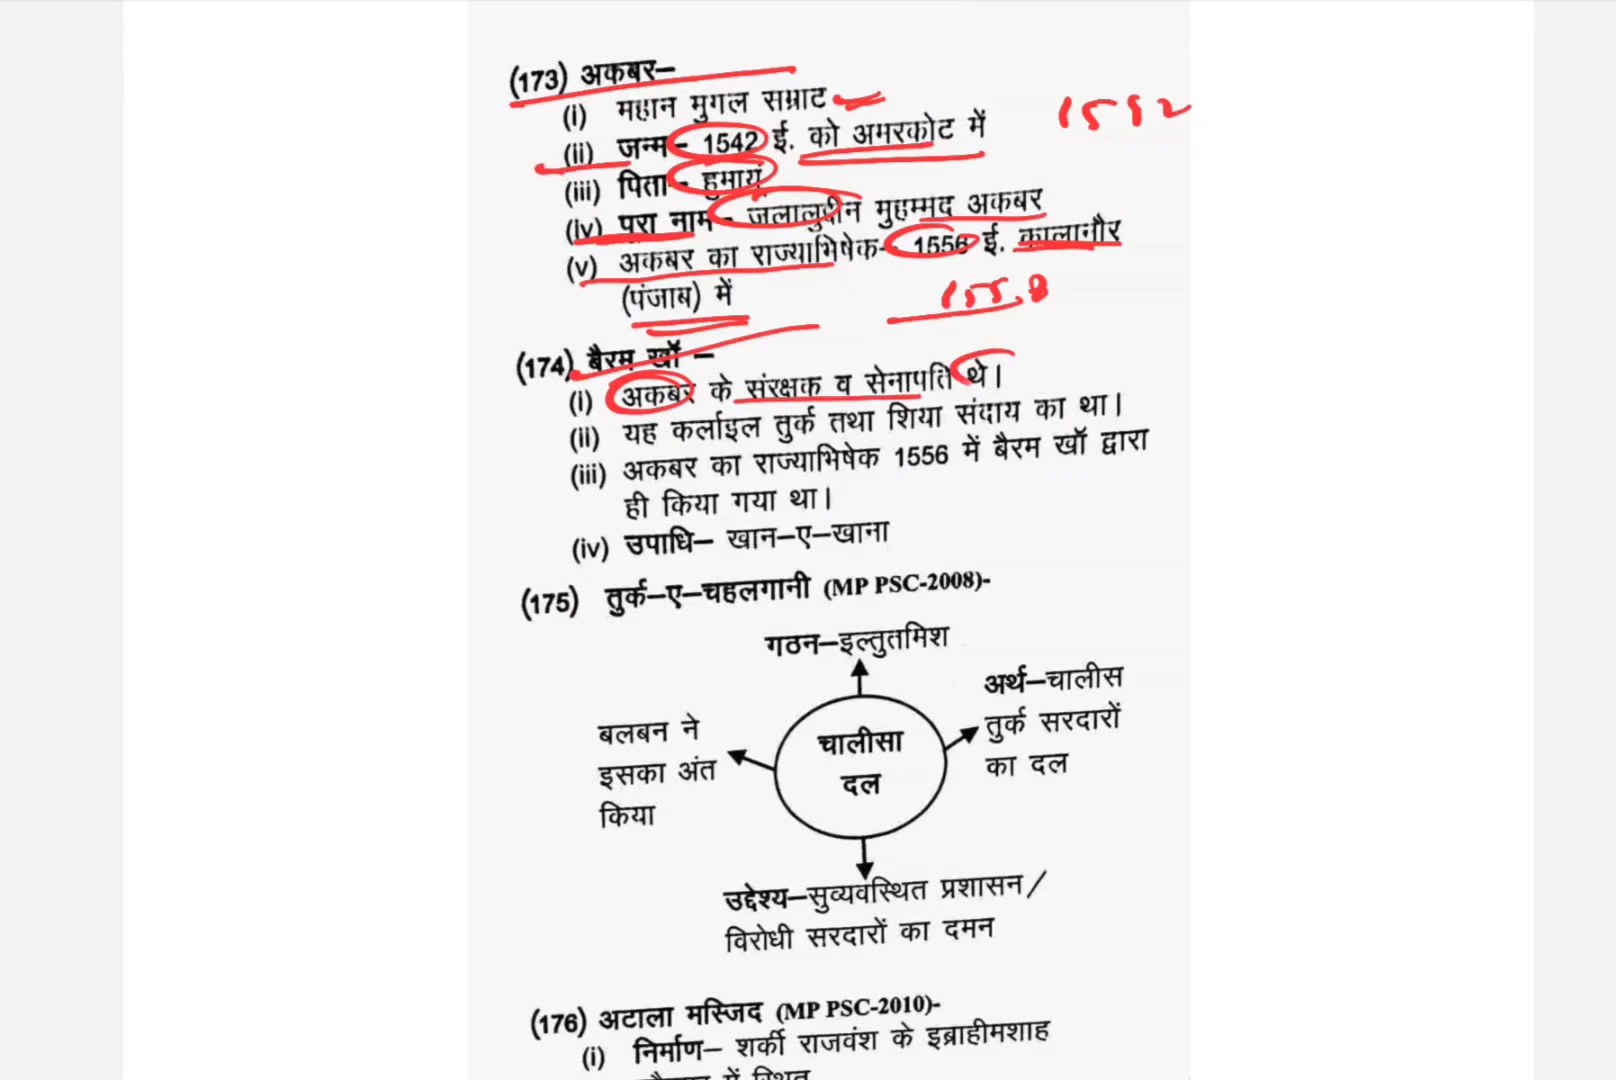 (173) अकबर–
(i) महान मुगल सम्राट
(ii) जन्म– 1542 ई. को अमरकोट में
1542
(iii) पिता– हुमायूं
(iv) पूरा नाम– जलालुद्दीन मुहम्मद अकबर
(v) अकबर का राज्याभिषेक– 1556 ई. कालानौर
(पंजाब) में
(174) बैरम खॉ –
(i) अकबर के संरक्षक व सेनापति थे।
(ii) यह कर्लाइल तुर्क तथा शिया संदाय का था।
(iii) अकबर का राज्याभिषेक 1556 में बैरम खॉ द्वारा
ही किया गया था।
(iv) उपाधि– खान–ए–खाना
(175) तुर्क–ए–चहलगानी (MP PSC-2008)-
गठन–इल्तुतमिश
अर्थ–चालीस
तुर्क सरदारों
का दल
बलबन ने
इसका अंत
किया
चालीसा
दल
उद्देश्य–सुव्यवस्थित प्रशासन/
विरोधी सरदारों का दमन
(176) अटाला मस्जिद (MP PSC-2010)-
(i) निर्माण– शर्की राजवंश के इब्राहीमशाह
में स्थित